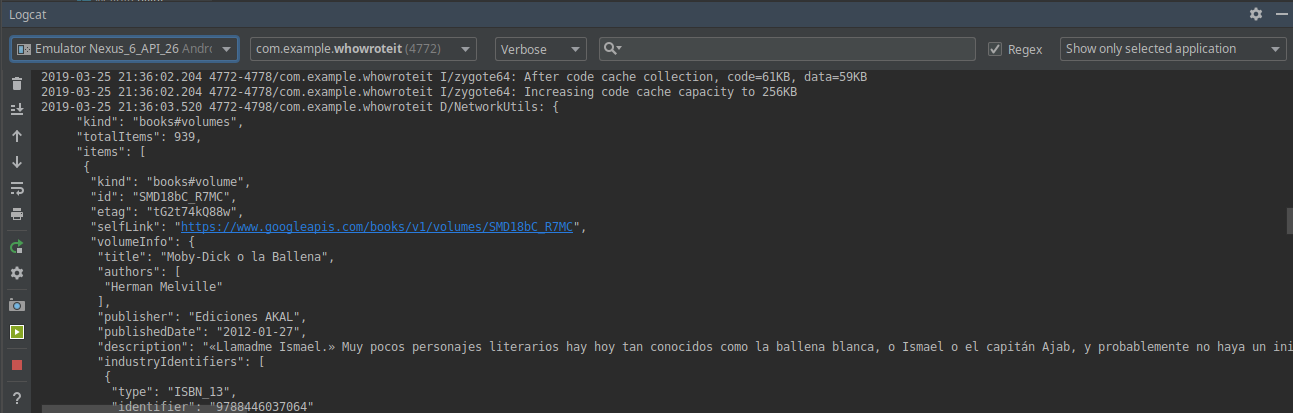 Logcat
Emulator Nexus_6_API_26 Andro com.example.whowroteit (4772) Verbose Regex Show only selected application
2019-03-25 21:36:02.204 4772-4778/com.example.whowroteit I/zygote64: After code cache collection, code=61KB, data=59KB
2019-03-25 21:36:02.204 4772-4778/com.example.whowroteit I/zygote64: Increasing code cache capacity to 256KB
2019-03-25 21:36:03.520 4772-4798/com.example.whowroteit D/NetworkUtils: {
"kind": "books#volumes",
"totalItems": 939,
"items": [
{
"kind": "books#volume",
"id": "SMD18bC_R7MC",
"etag": "tG2t74kQ88w",
"selfLink": "https://www.googleapis.com/books/v1/volumes/SMD18bC_R7MC",
"volumeInfo": {
"title": "Moby-Dick o la Ballena",
"authors": [
"Herman Melville"
],
"publisher": "Ediciones AKAL",
"publishedDate": "2012-01-27",
"description": "«Llamadme Ismael.» Muy pocos personajes literarios hay hoy tan conocidos como la ballena blanca, o Ismael o el capitán Ajab, y probablemente no haya un ini
"industryIdentifiers": [
{
"type": "ISBN_13",
"identifier": "9788446037064"
?